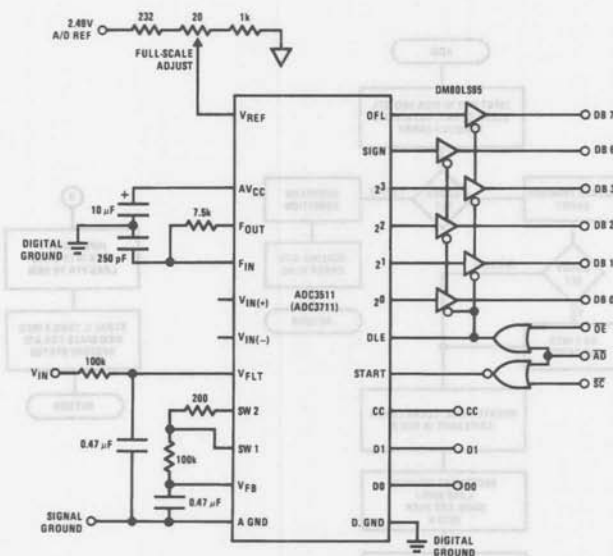 2.49V
A/D REF
232
20
1k
FULL-SCALE
ADJUST
DM80LS95
VREF
OFL
DB 7
SIGN
DB 6
AVCC
2³
DB 3
10 µF
7.5k
FOUT
2²
DB 2
DIGITAL
GROUND
250 pF
FIN
2¹
DB 1
ADC3511
(ADC3711)
VIN(+)
2⁰
DB 0
VIN(−)
DLE
OE
VIN
100k
AD
VFLT
START
200
SW 2
SC
CC
CC
0.47 µF
SW 1
D1
D1
100k
VFB
D0
D0
0.47 µF
SIGNAL
GROUND
A GND
D. GND
DIGITAL
GROUND